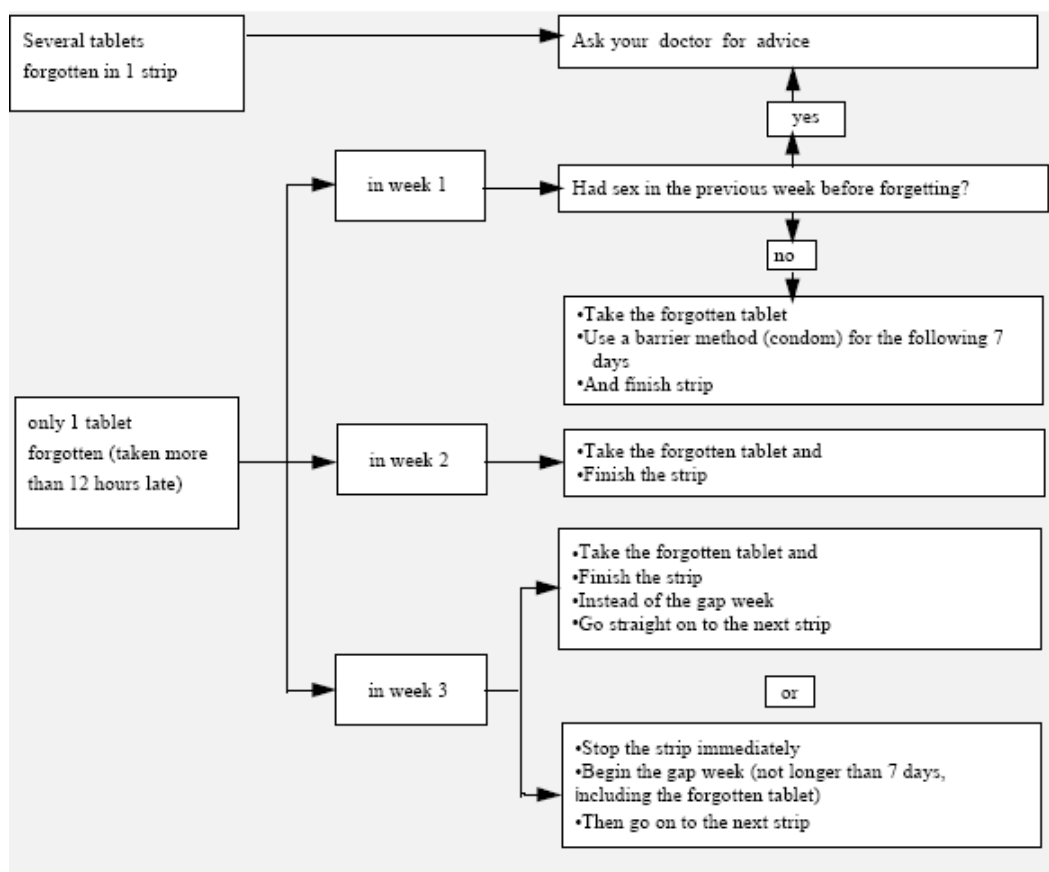 Several tablets
forgotten in 1 strip
Ask your doctor for advice
yes
in week 1
Had sex in the previous week before forgetting?
no
•Take the forgotten tablet
•Use a barrier method (condom) for the following 7
days
•And finish strip
only 1 tablet
forgotten (taken more
than 12 hours late)
in week 2
•Take the forgotten tablet and
•Finish the strip
in week 3
•Take the forgotten tablet and
•Finish the strip
•Instead of the gap week
•Go straight on to the next strip
or
•Stop the strip immediately
•Begin the gap week (not longer than 7 days,
including the forgotten tablet)
•Then go on to the next strip